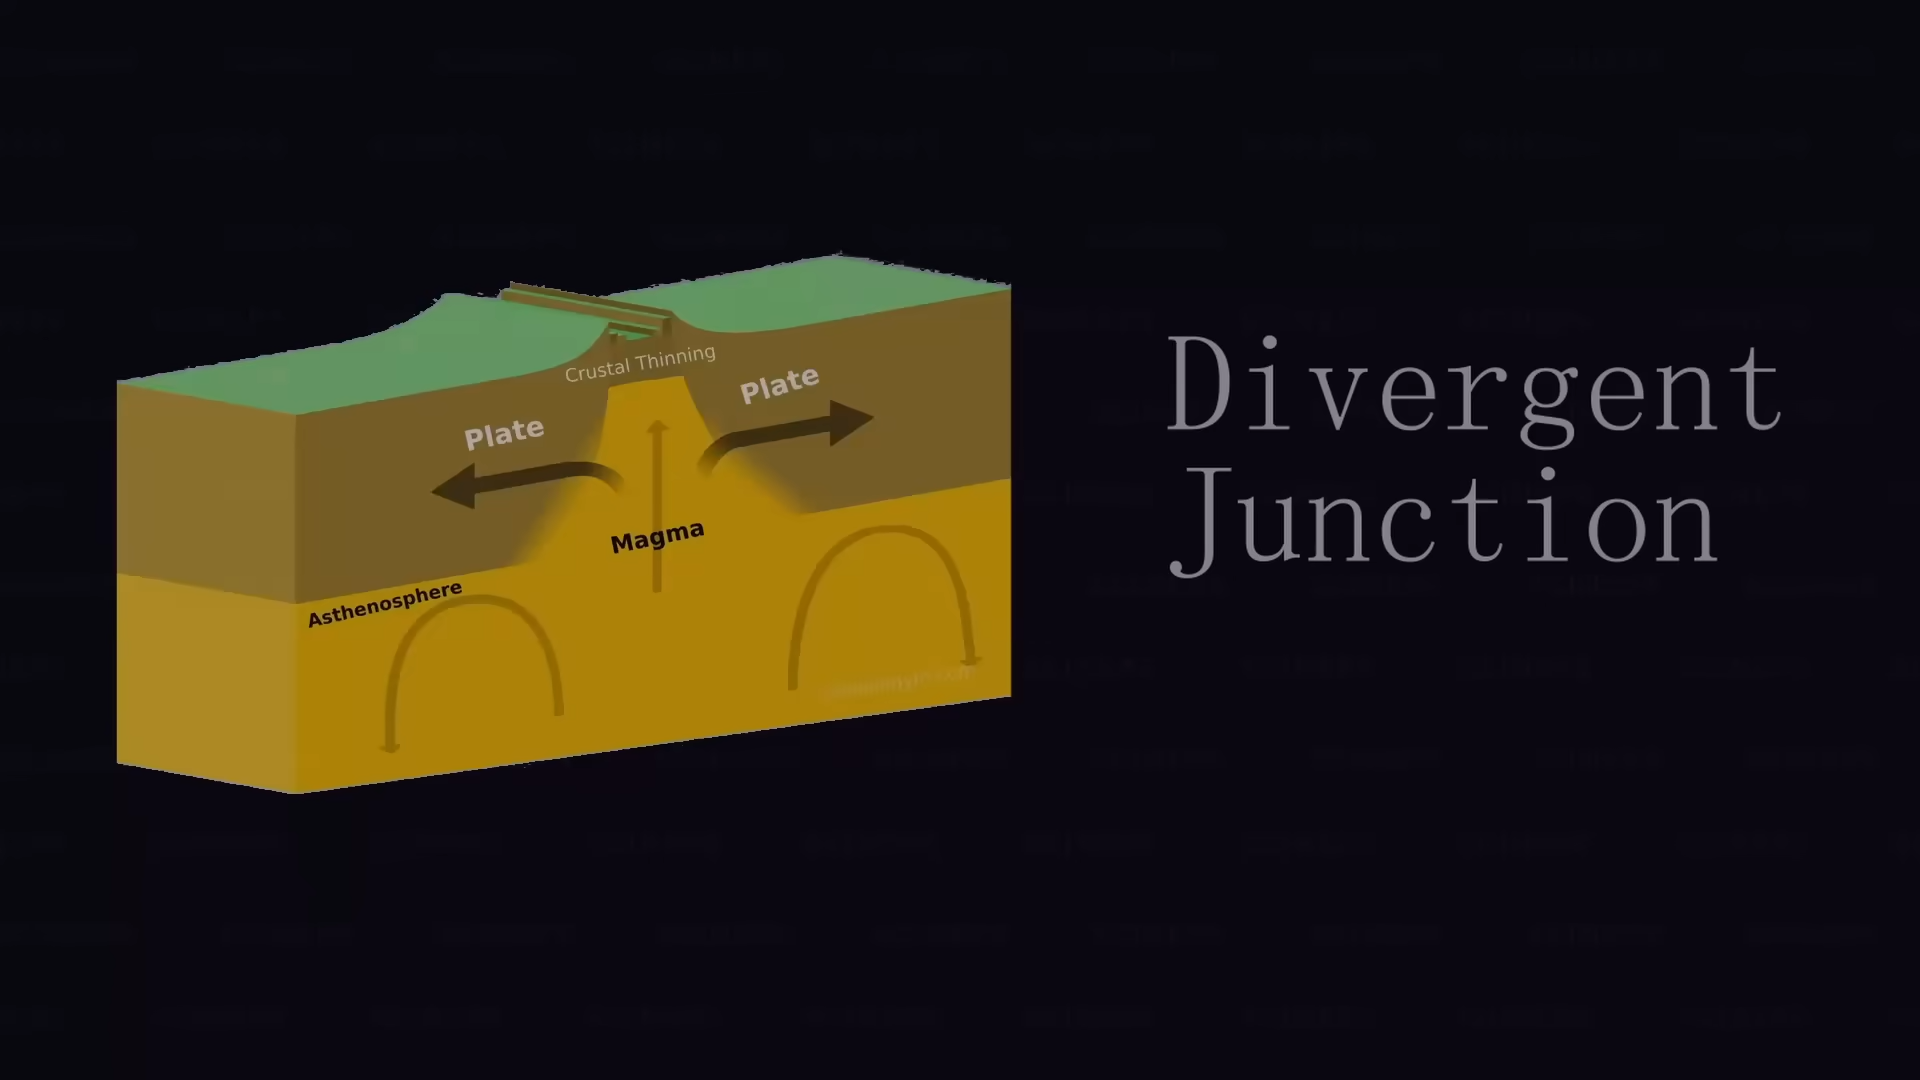 Crustal Thinning
Plate
Plate
Magma
Asthenosphere
Divergent
Junction